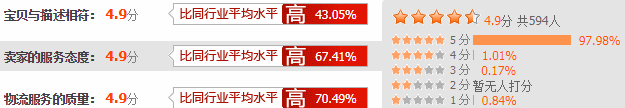 宝贝与描述相符： 4.9分 比同行业平均水平 高 43.05%
卖家的服务态度： 4.9分 比同行业平均水平 高 67.41%
物流服务的质量： 4.9分 比同行业平均水平 高 70.49%
4.9分 共594人
5 分 97.98%
4 分 1.01%
3 分 0.17%
2 分 暂无人打分
1 分 0.84%